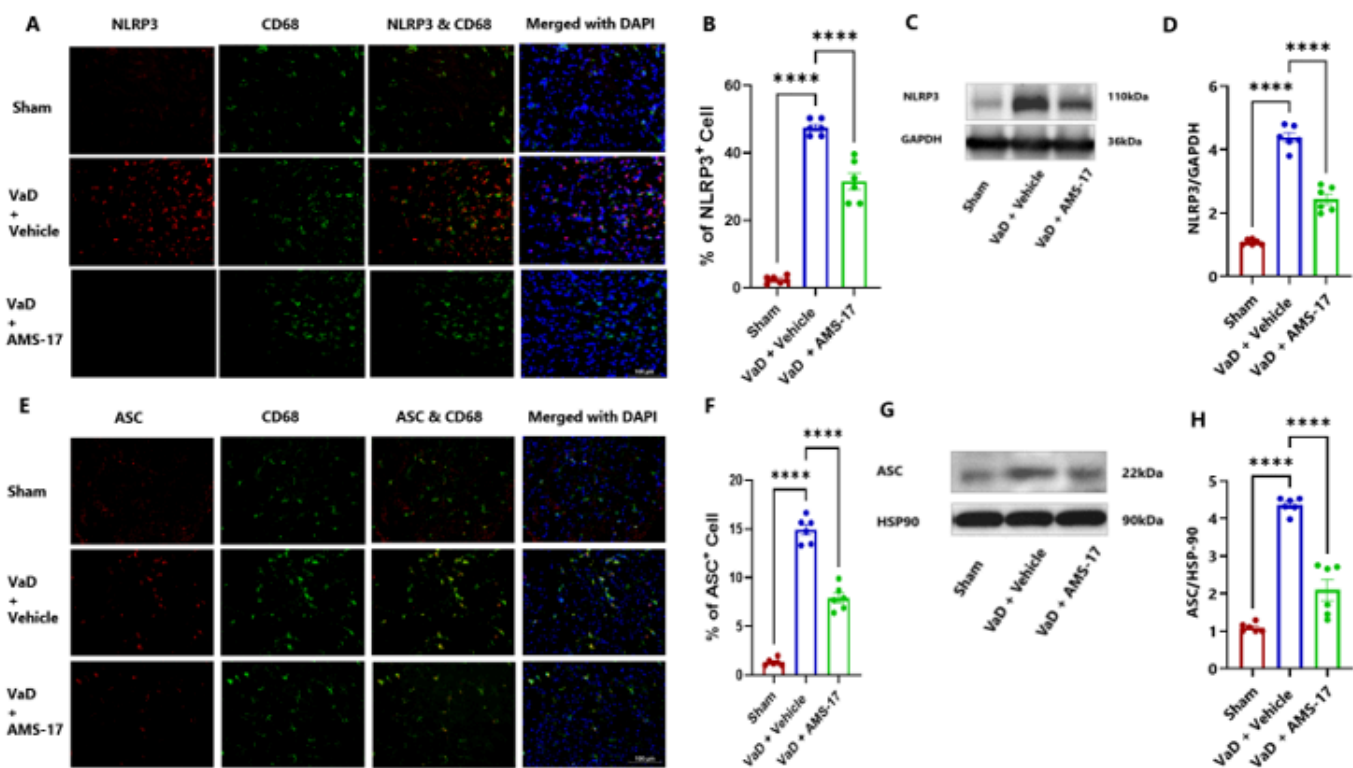 A
NLRP3
CD68
NLRP3 & CD68
Merged with DAPI
Sham
VaD
+
Vehicle
VaD
+
AMS-17
100 μm
B
****
****
% of NLRP3⁺ Cell
60
40
20
0
Sham
VaD + Vehicle
VaD + AMS-17
C
NLRP3
110kDa
GAPDH
36kDa
Sham
VaD + Vehicle
VaD + AMS-17
D
****
****
NLRP3/GAPDH
6
4
2
0
Sham
VaD + Vehicle
VaD + AMS-17
E
ASC
CD68
ASC & CD68
Merged with DAPI
Sham
VaD
+
Vehicle
VaD
+
AMS-17
100 μm
F
****
****
% of ASC⁺ Cell
20
15
10
5
0
Sham
VaD + Vehicle
VaD + AMS-17
G
ASC
22kDa
HSP90
90kDa
Sham
VaD + Vehicle
VaD + AMS-17
H
****
****
ASC/HSP-90
5
4
3
2
1
0
Sham
VaD + Vehicle
VaD + AMS-17